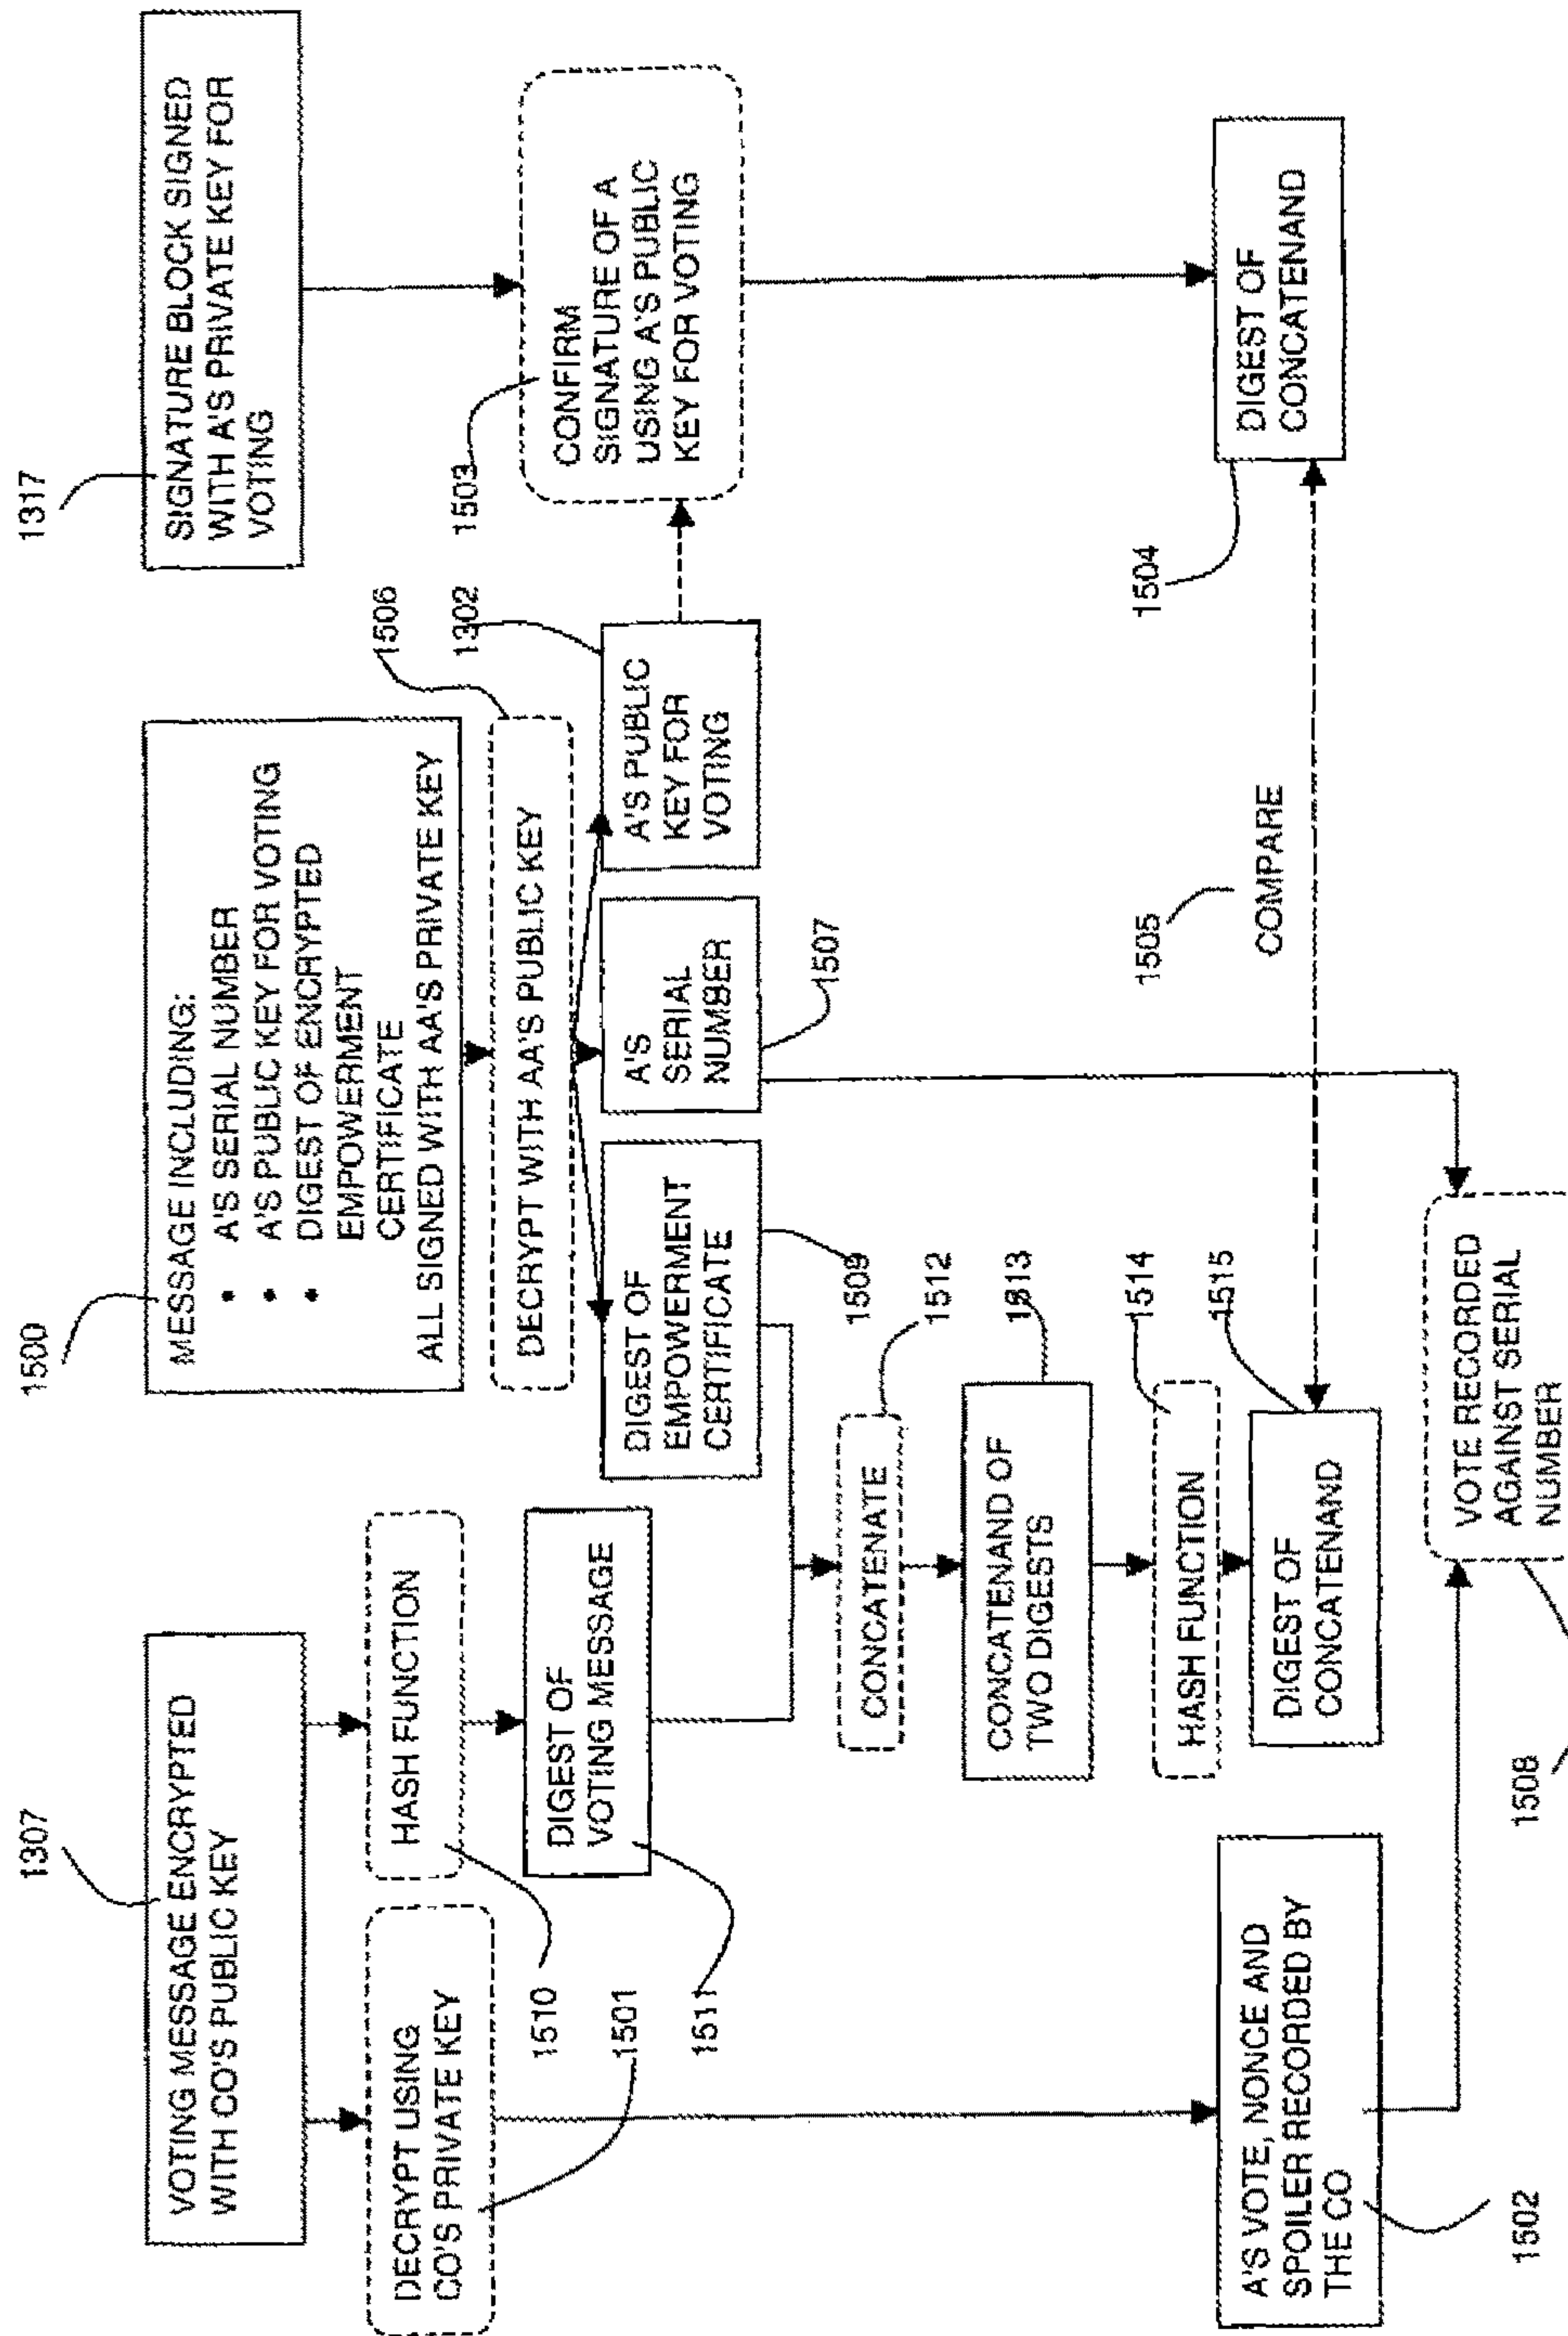 1307
VOTING MESSAGE ENCRYPTED
WITH CO'S PUBLIC KEY
DECRYPT USING
CO'S PRIVATE KEY
HASH FUNCTION
1510
1501
DIGEST OF
VOTING MESSAGE
1511
1500
MESSAGE INCLUDING:
• A'S SERIAL NUMBER
• A'S PUBLIC KEY FOR VOTING
• DIGEST OF ENCRYPTED
EMPOWERMENT
CERTIFICATE
ALL SIGNED WITH AA'S PRIVATE KEY
1506
DECRYPT WITH AA'S PUBLIC KEY
DIGEST OF
EMPOWERMENT
CERTIFICATE
1509
A'S
SERIAL
NUMBER
1507
1302
A'S PUBLIC
KEY FOR
VOTING
1317
SIGNATURE BLOCK SIGNED
WITH A'S PRIVATE KEY FOR
VOTING
1503
CONFIRM
SIGNATURE OF A
USING A'S PUBLIC
KEY FOR VOTING
CONCATENATE
1512
CONCATENAND OF
TWO DIGESTS
1513
HASH FUNCTION
1514
DIGEST OF
CONCATENAND
1515
1505
COMPARE
1504
DIGEST OF
CONCATENAND
A'S VOTE, NONCE AND
SPOILER RECORDED BY
THE CO
1502
VOTE RECORDED
AGAINST SERIAL
NUMBER
1508